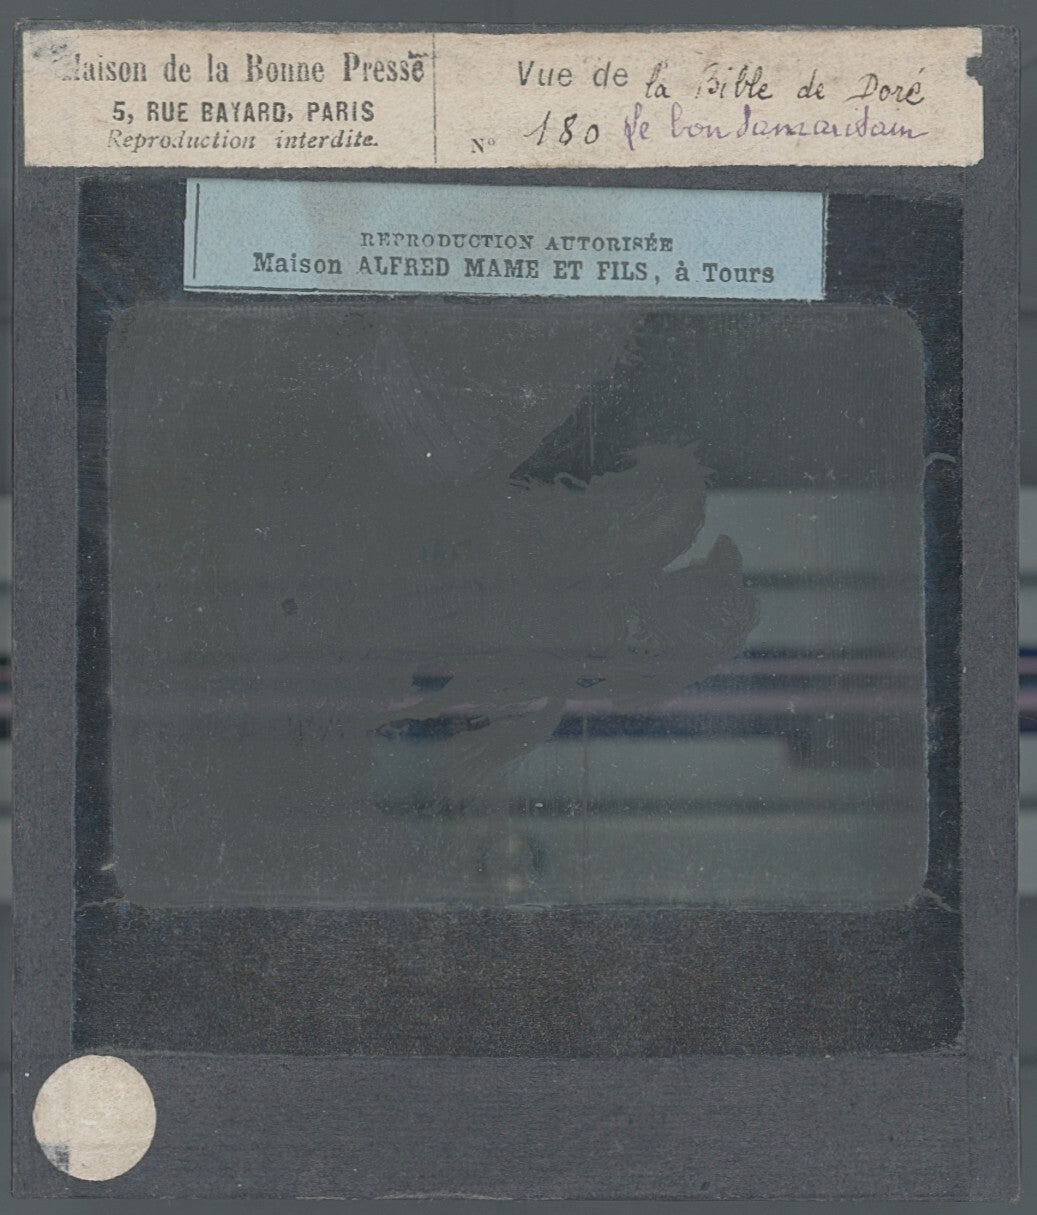 Maison de la Bonne Presse
5, RUE BAYARD, PARIS
Reproduction interdite.
Vue de la Bible de Doré
N° 180 Le bon Samaritain
REPRODUCTION AUTORISÉE
Maison ALFRED MAME ET FILS, à Tours